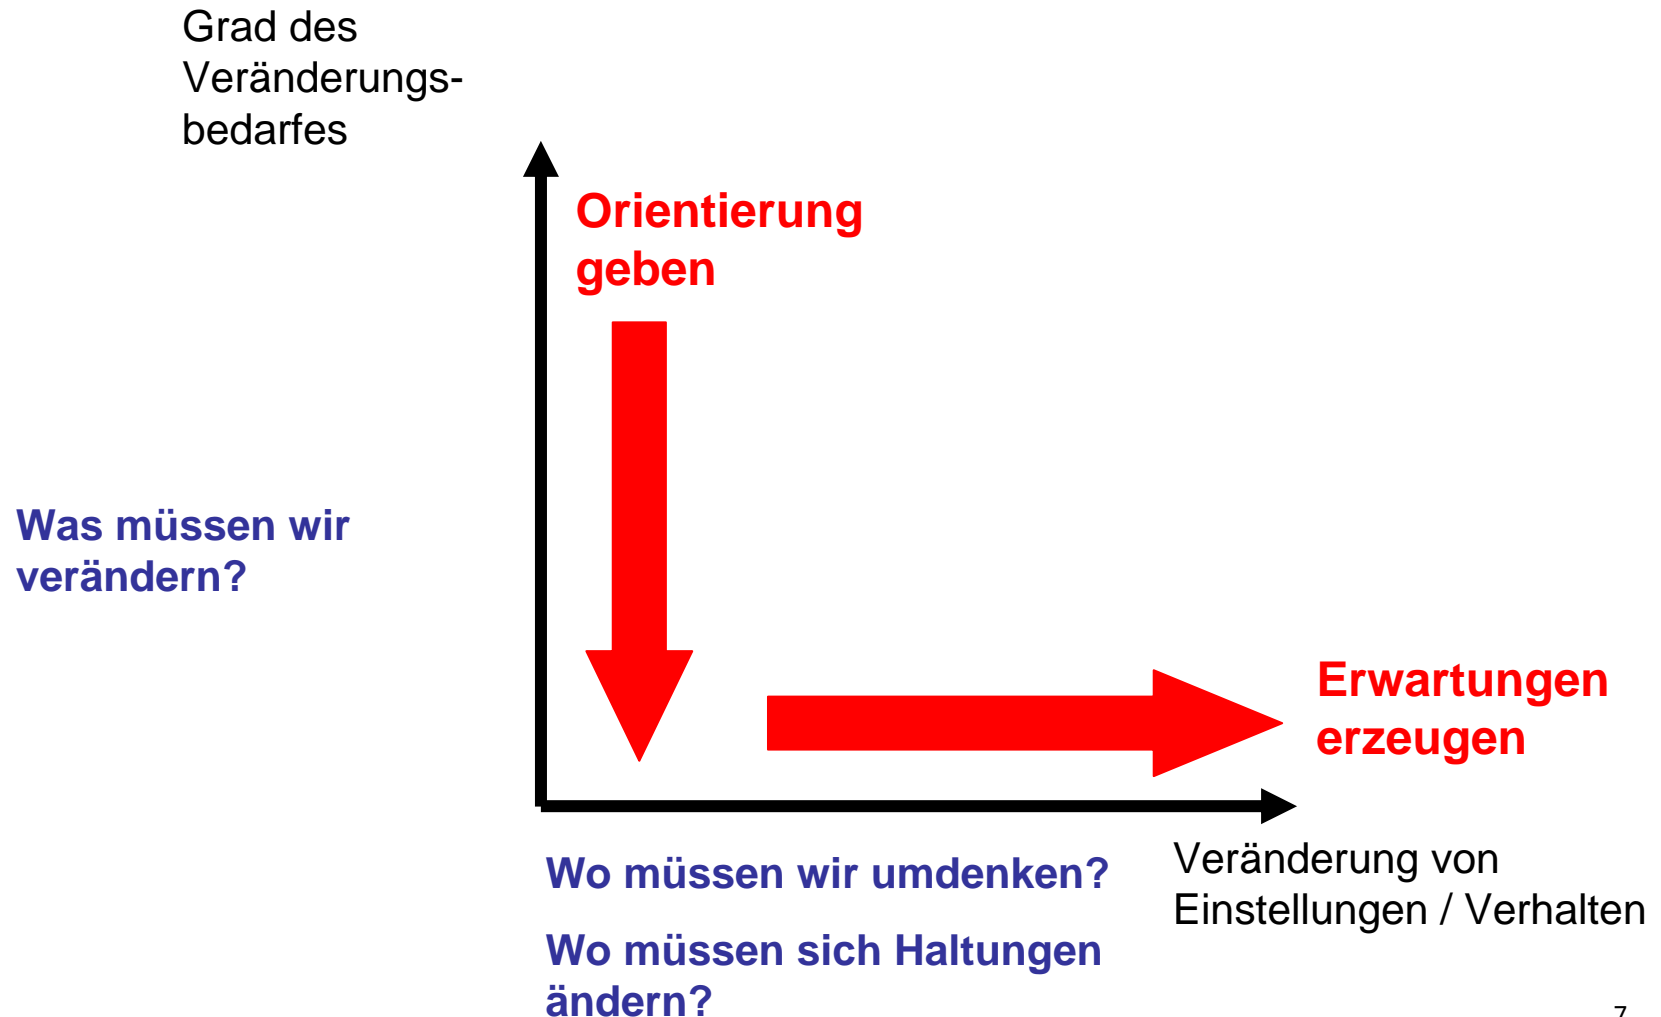 Grad des
Veränderungs-
bedarfes
Orientierung
geben
Was müssen wir
verändern?
Erwartungen
erzeugen
Wo müssen wir umdenken?
Wo müssen sich Haltungen
ändern?
Veränderung von
Einstellungen / Verhalten
7